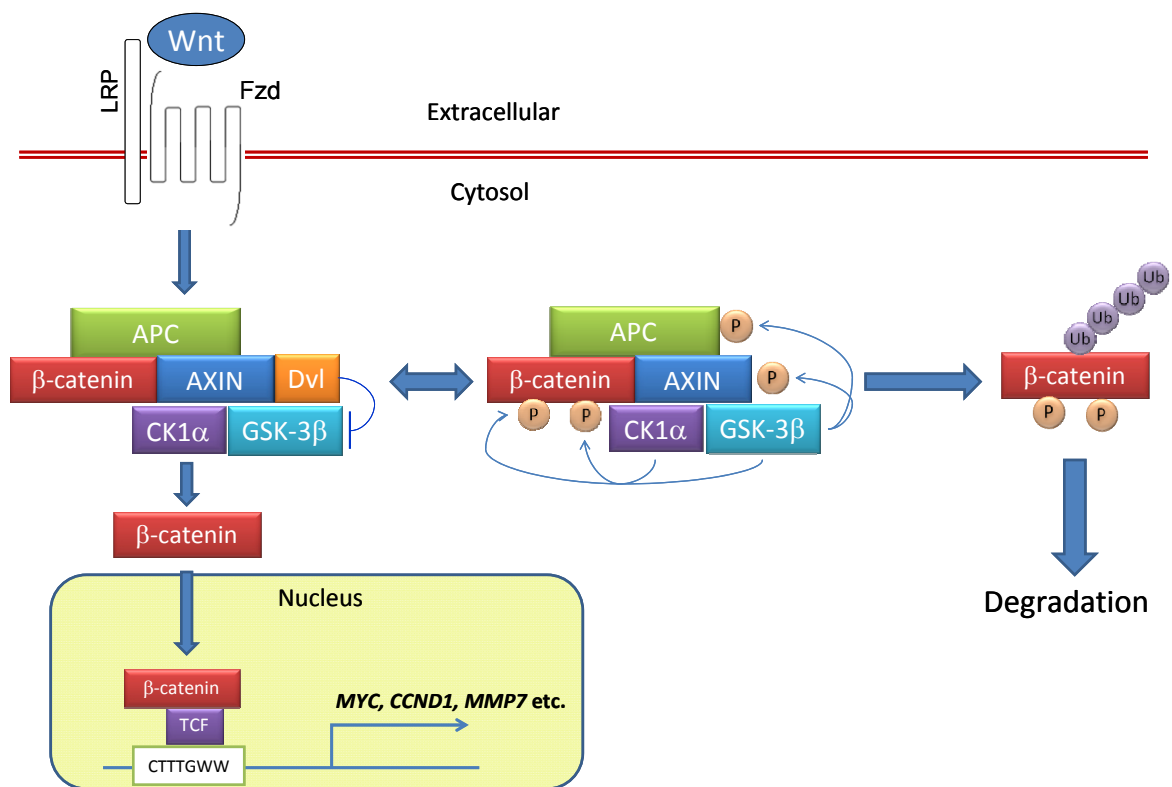 Wnt
LRP
Fzd
Extracellular
Cytosol
APC
β-catenin
AXIN
Dvl
CK1α
GSK-3β
β-catenin
Nucleus
β-catenin
TCF
CTTTGWW
MYC, CCND1, MMP7 etc.
APC
P
β-catenin
AXIN
P
P
P
CK1α
GSK-3β
Ub
Ub
Ub
Ub
β-catenin
P
P
Degradation